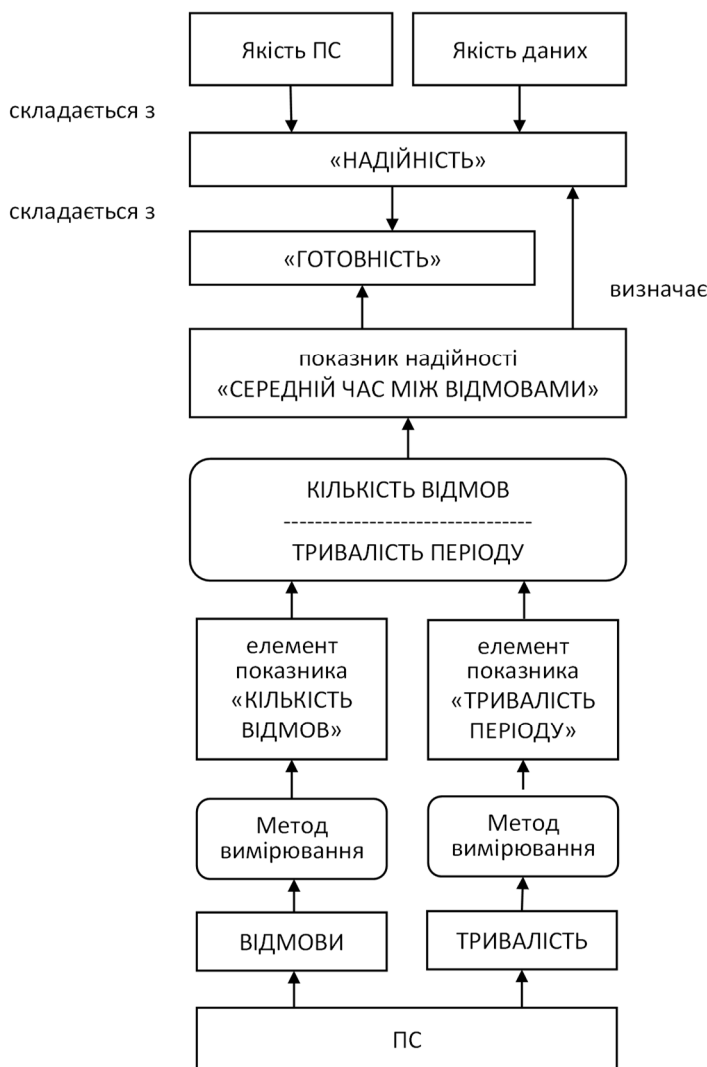 Якість ПС
Якість даних
складається з
«НАДІЙНІСТЬ»
складається з
«ГОТОВНІСТЬ»
визначає
показник надійності
«СЕРЕДНІЙ ЧАС МІЖ ВІДМОВАМИ»
КІЛЬКІСТЬ ВІДМОВ
--------------------------------
ТРИВАЛІСТЬ ПЕРІОДУ
елемент
показника
«КІЛЬКІСТЬ
ВІДМОВ»
елемент
показника
«ТРИВАЛІСТЬ
ПЕРІОДУ»
Метод
вимірювання
Метод
вимірювання
ВІДМОВИ
ТРИВАЛІСТЬ
ПС